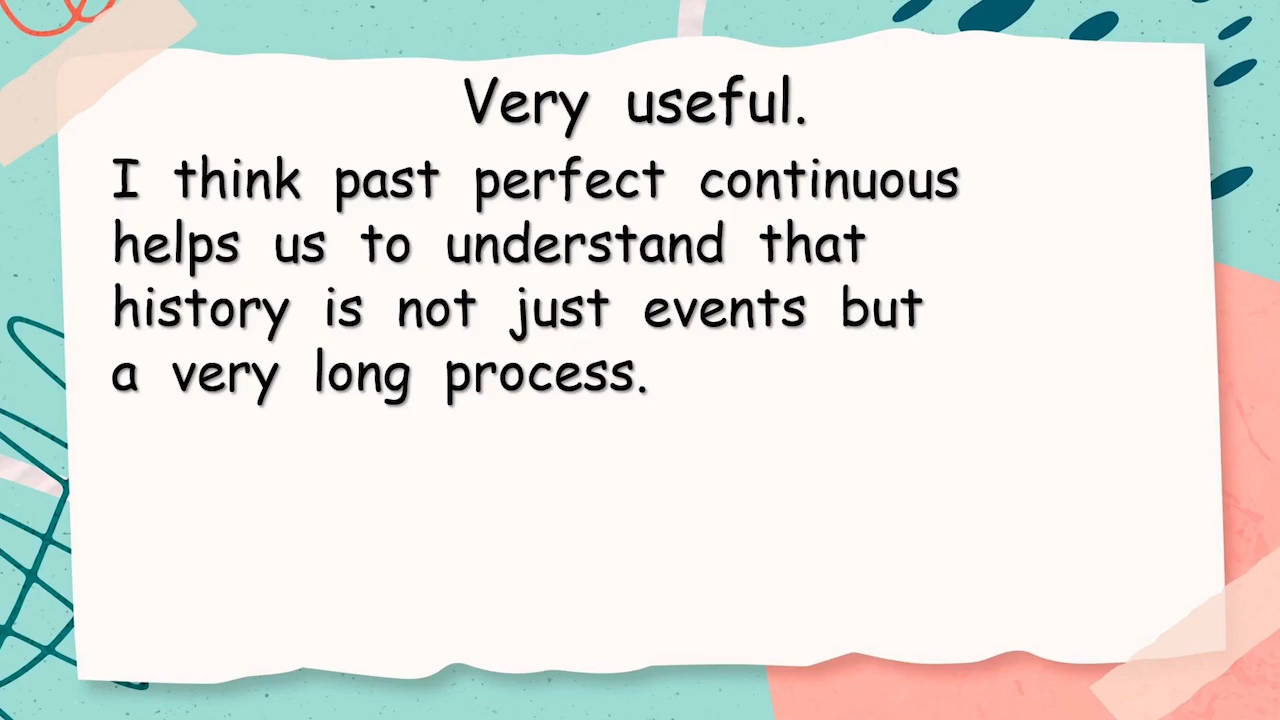 Very useful.
I think past perfect continuous
helps us to understand that
history is not just events but
a very long process.